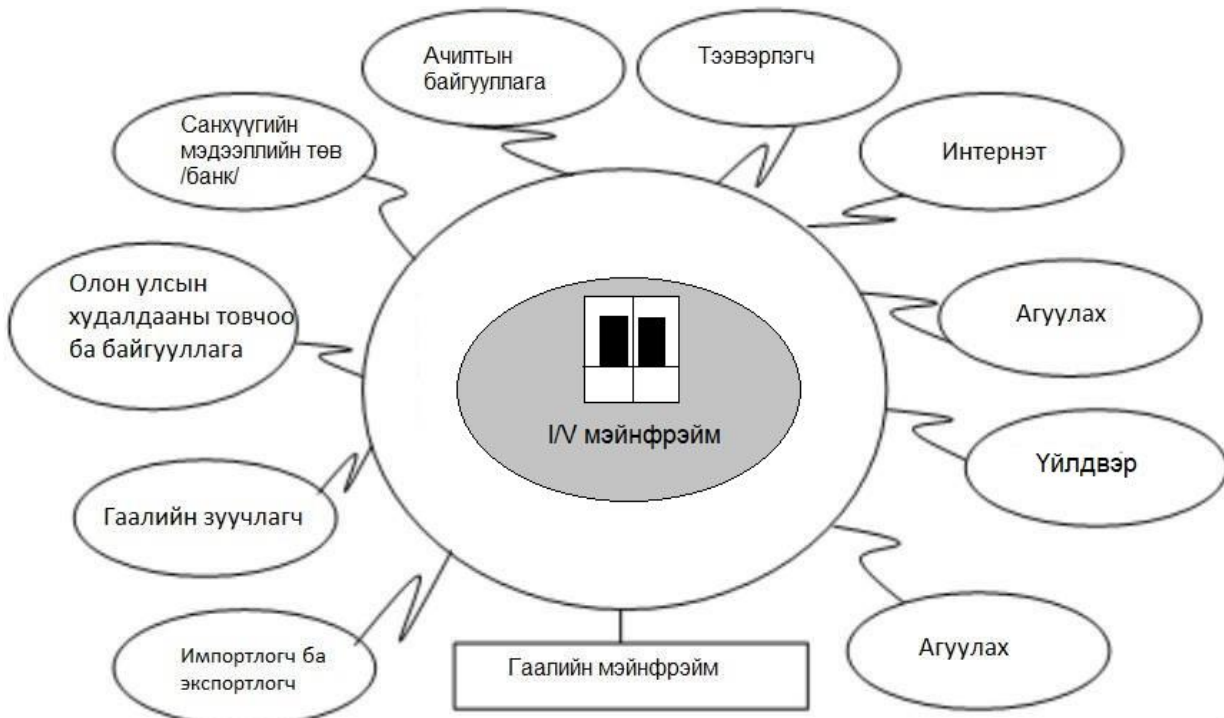 Ачилтын
байгууллага
Тээвэрлэгч
Санхүүгийн
мэдээллийн төв
/банк/
Интернэт
Олон улсын
худалдааны товчоо
ба байгууллага
Агуулах
I/V мэйнфрэйм
Үйлдвэр
Гаалийн зуучлагч
Импортлогч ба
экспортлогч
Гаалийн мэйнфрэйм
Агуулах